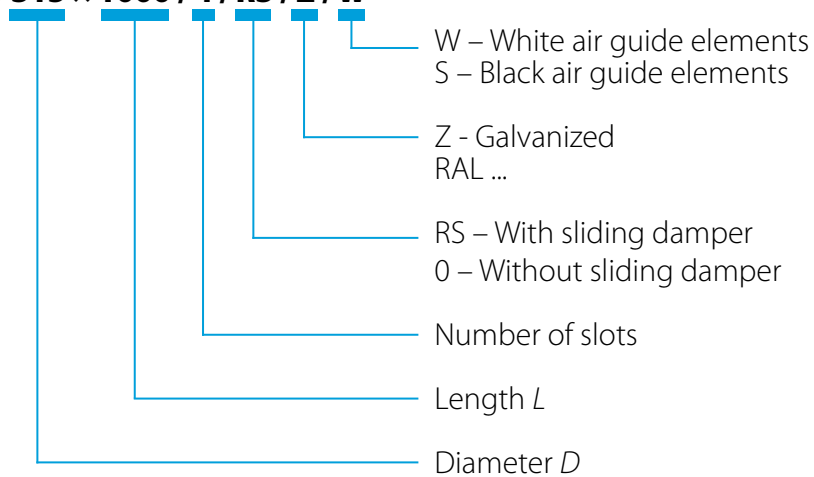 W – White air guide elements
S – Black air guide elements
Z - Galvanized
RAL ...
RS – With sliding damper
0 – Without sliding damper
Number of slots
Length L
Diameter D